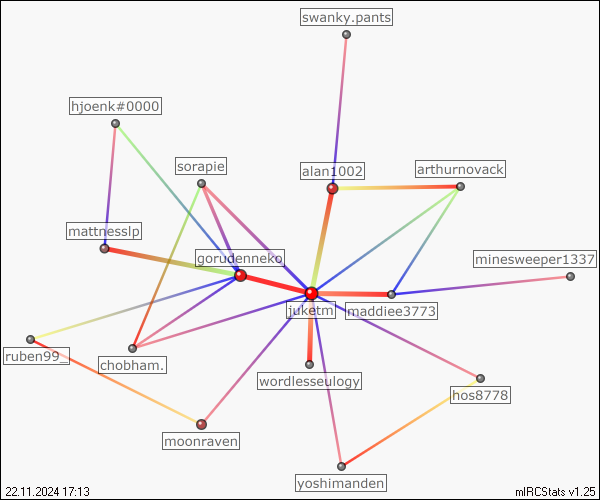 swanky.pants
hjoenk#0000
sorapie
alan1002
arthurnovack
mattnesslp
gorudenneko
minesweeper1337
juketm
maddiee3773
ruben99_
chobham.
wordlesseulogy
hos8778
moonraven
yoshimanden
22.11.2024 17:13
mIRCStats v1.25